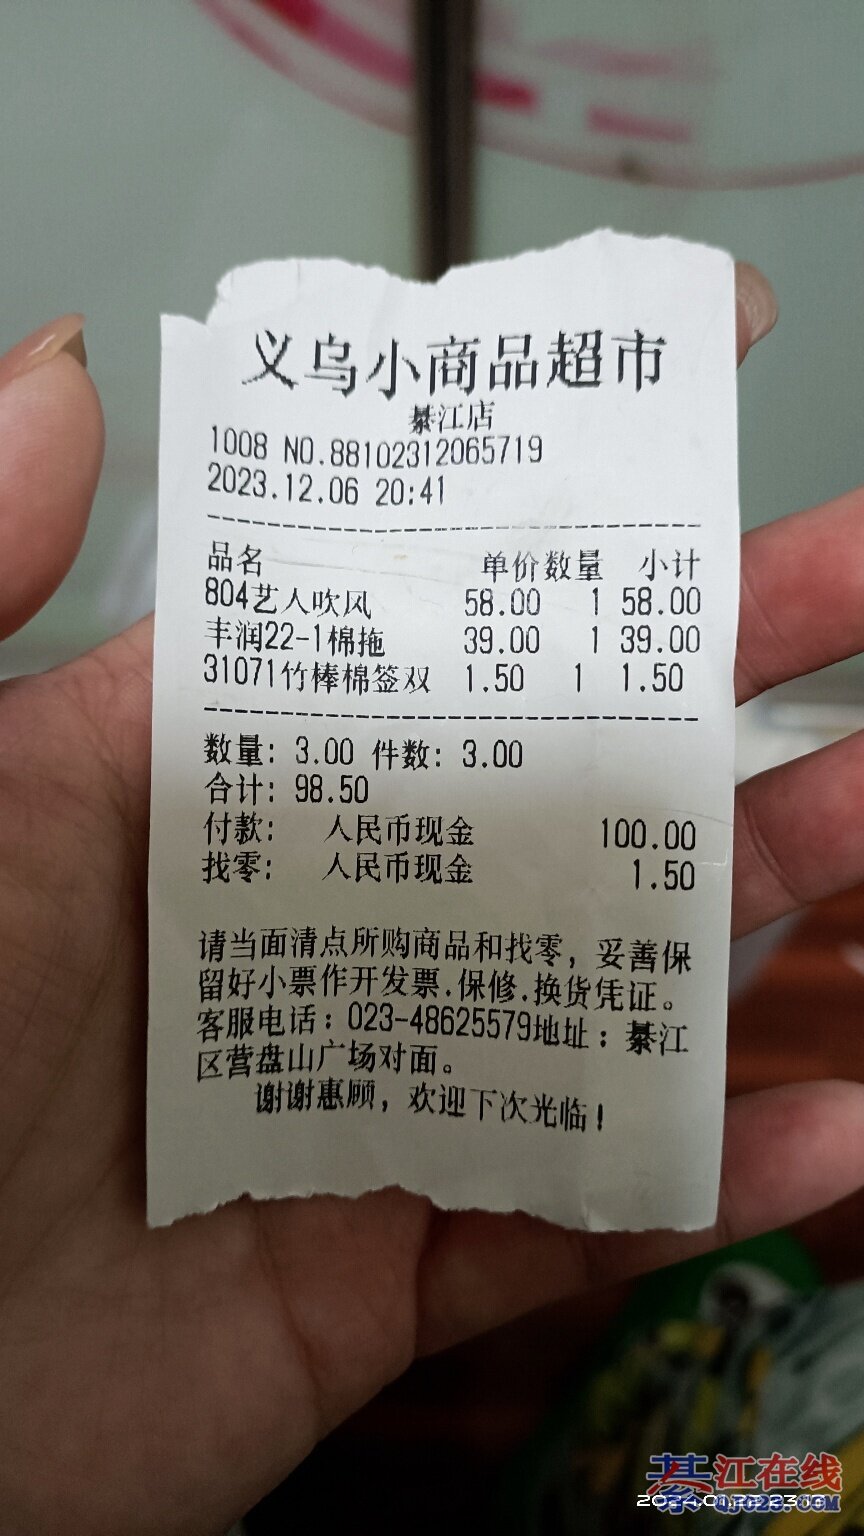 义乌小商品超市
綦江店
1008 NO.88102312065719
2023.12.06 20:41
品名 单价 数量 小计
804艺人吹风 58.00 1 58.00
丰润22-1棉拖 39.00 1 39.00
31071竹棒棉签双 1.50 1 1.50
数量: 3.00 件数: 3.00
合计: 98.50
付款: 人民币现金 100.00
找零: 人民币现金 1.50
请当面清点所购商品和找零，妥善保
留好小票作开发票.保修.换货凭证。
客服电话：023-48625579地址：綦江
区营盘山广场对面。
谢谢惠顾，欢迎下次光临！
綦江在线